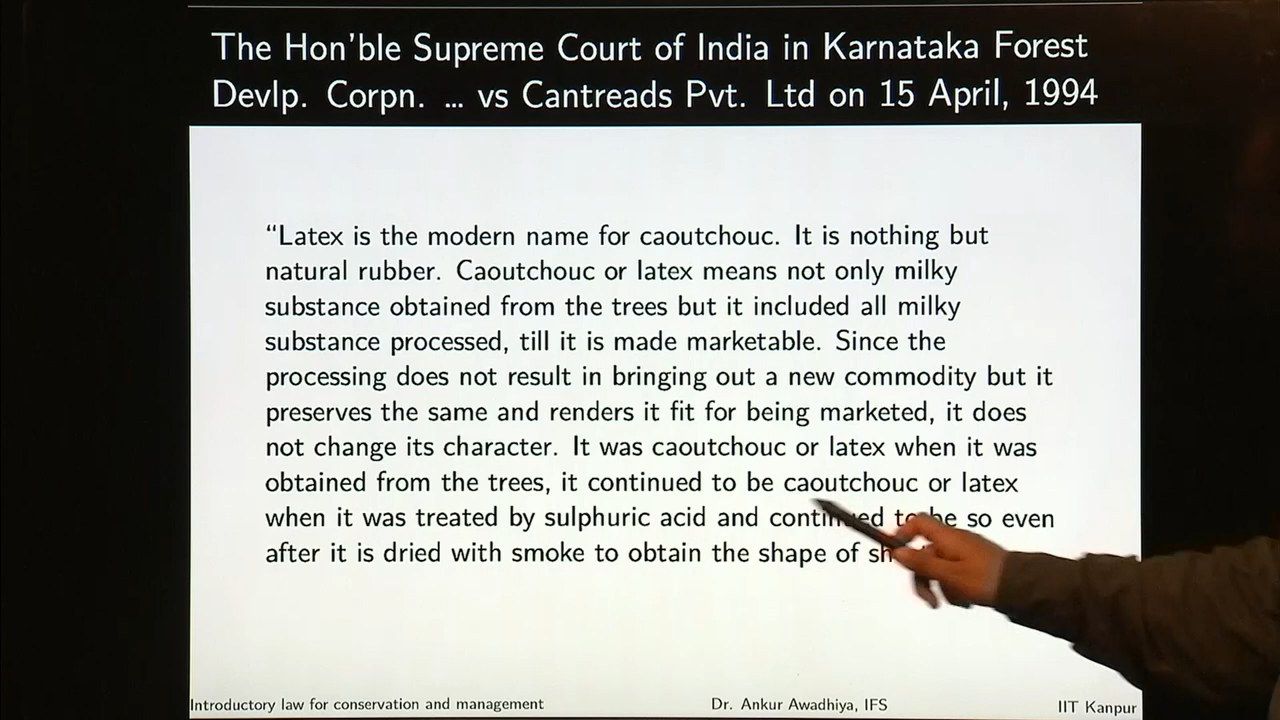 The Hon'ble Supreme Court of India in Karnataka Forest
Devlp. Corpn. ... vs Cantreads Pvt. Ltd on 15 April, 1994
“Latex is the modern name for caoutchouc. It is nothing but
natural rubber. Caoutchouc or latex means not only milky
substance obtained from the trees but it included all milky
substance processed, till it is made marketable. Since the
processing does not result in bringing out a new commodity but it
preserves the same and renders it fit for being marketed, it does
not change its character. It was caoutchouc or latex when it was
obtained from the trees, it continued to be caoutchouc or latex
when it was treated by sulphuric acid and continued to be so even
after it is dried with smoke to obtain the shape of
Introductory law for conservation and management
Dr. Ankur Awadhiya, IFS
IIT Kanpur